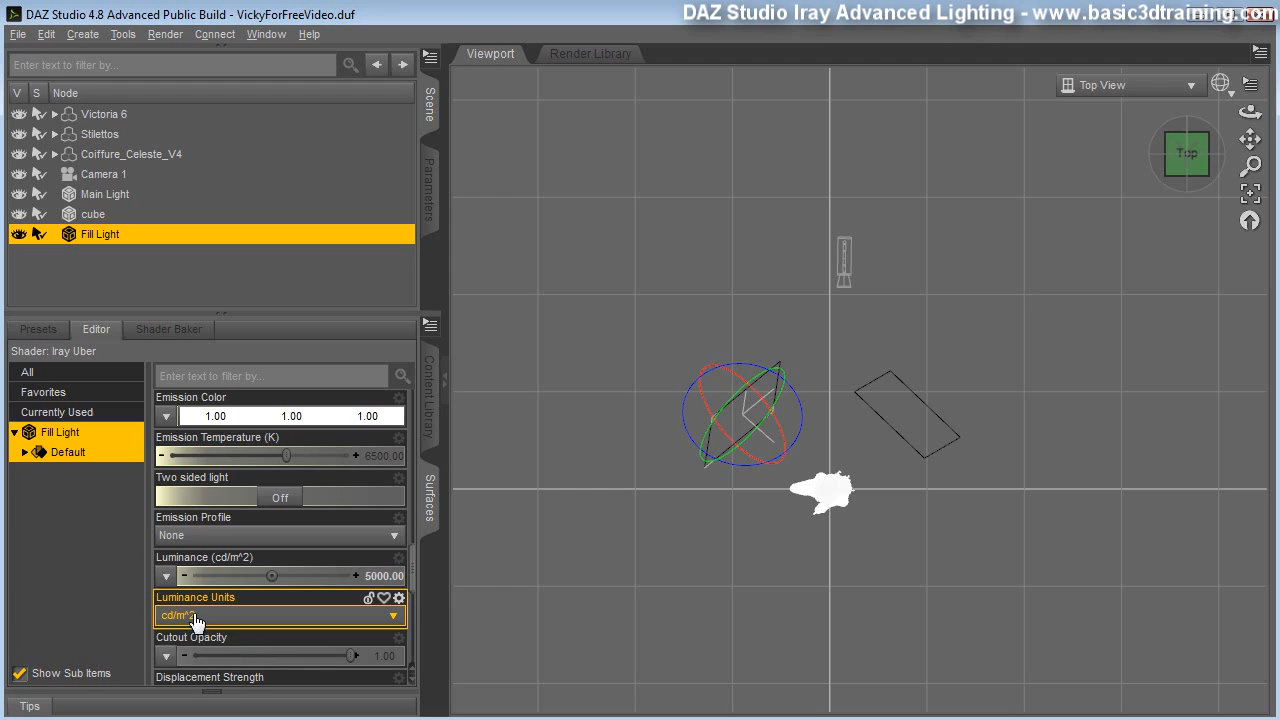 DAZ Studio 4.8 Advanced Public Build - VickyForFreeVideo.duf
DAZ Studio Iray Advanced Lighting - www.basic3dtraining.com
File Edit Create Tools Render Connect Window Help
Enter text to filter by...
V S Node
Victoria 6
Stilettos
Coiffure_Celeste_V4
Camera 1
Main Light
cube
Fill Light
Scene
Parameters
Presets Editor Shader Baker
Shader: Iray Uber
All
Favorites
Currently Used
Fill Light
Default
Show Sub Items
Enter text to filter by...
Emission Color
1.00 1.00 1.00
Emission Temperature (K)
6500.00
Two sided light
Off
Emission Profile
None
Luminance (cd/m^2)
5000.00
Luminance Units
cd/m^2
Cutout Opacity
1.00
Displacement Strength
Content Library
Surfaces
Tips
Viewport Render Library
Top View
Top